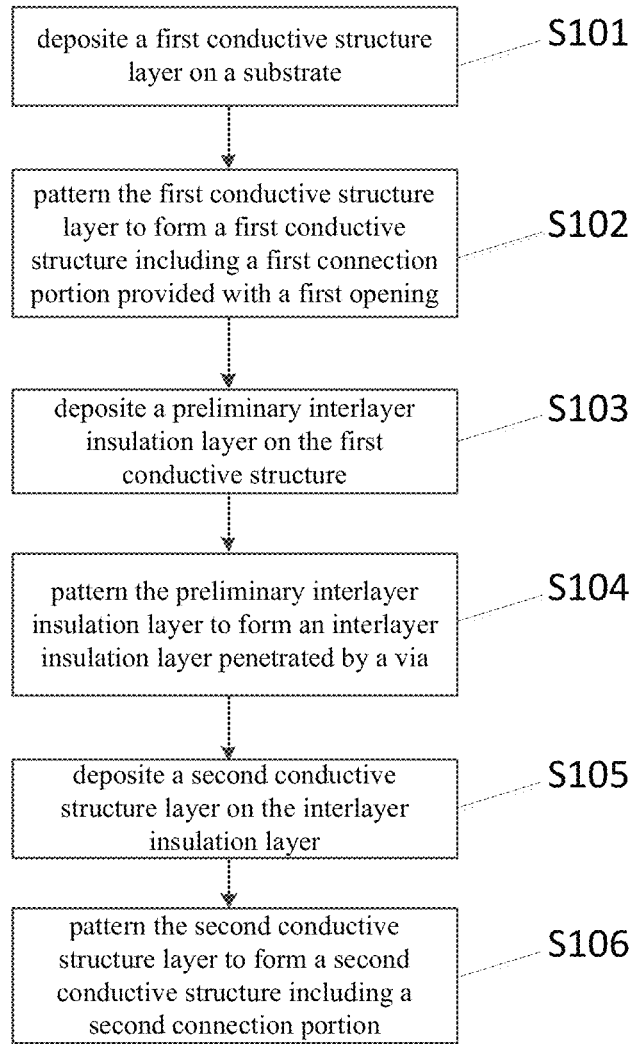 deposite a first conductive structure
layer on a substrate
S101
pattern the first conductive structure
layer to form a first conductive
structure including a first connection
portion provided with a first opening
S102
deposite a preliminary interlayer
insulation layer on the first
conductive structure
S103
pattern the preliminary interlayer
insulation layer to form an interlayer
insulation layer penetrated by a via
S104
deposite a second conductive
structure layer on the interlayer
insulation layer
S105
pattern the second conductive
structure layer to form a second
conductive structure including a
second connection portion
S106